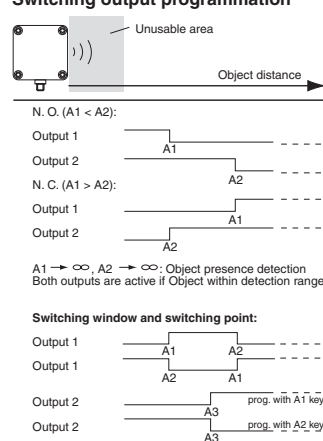 Switching output programmation
Unusable area
Object distance
N. O. (A1 < A2):
Output 1
A1
Output 2
A2
N. C. (A1 > A2):
Output 1
A1
Output 2
A2
A1 → ∞, A2 → ∞: Object presence detection
Both outputs are active if Object within detection range
Switching window and switching point:
Output 1
A1 A2
Output 1
A2 A1
Output 2 prog. with A1 key
A3
Output 2 prog. with A2 key
A3